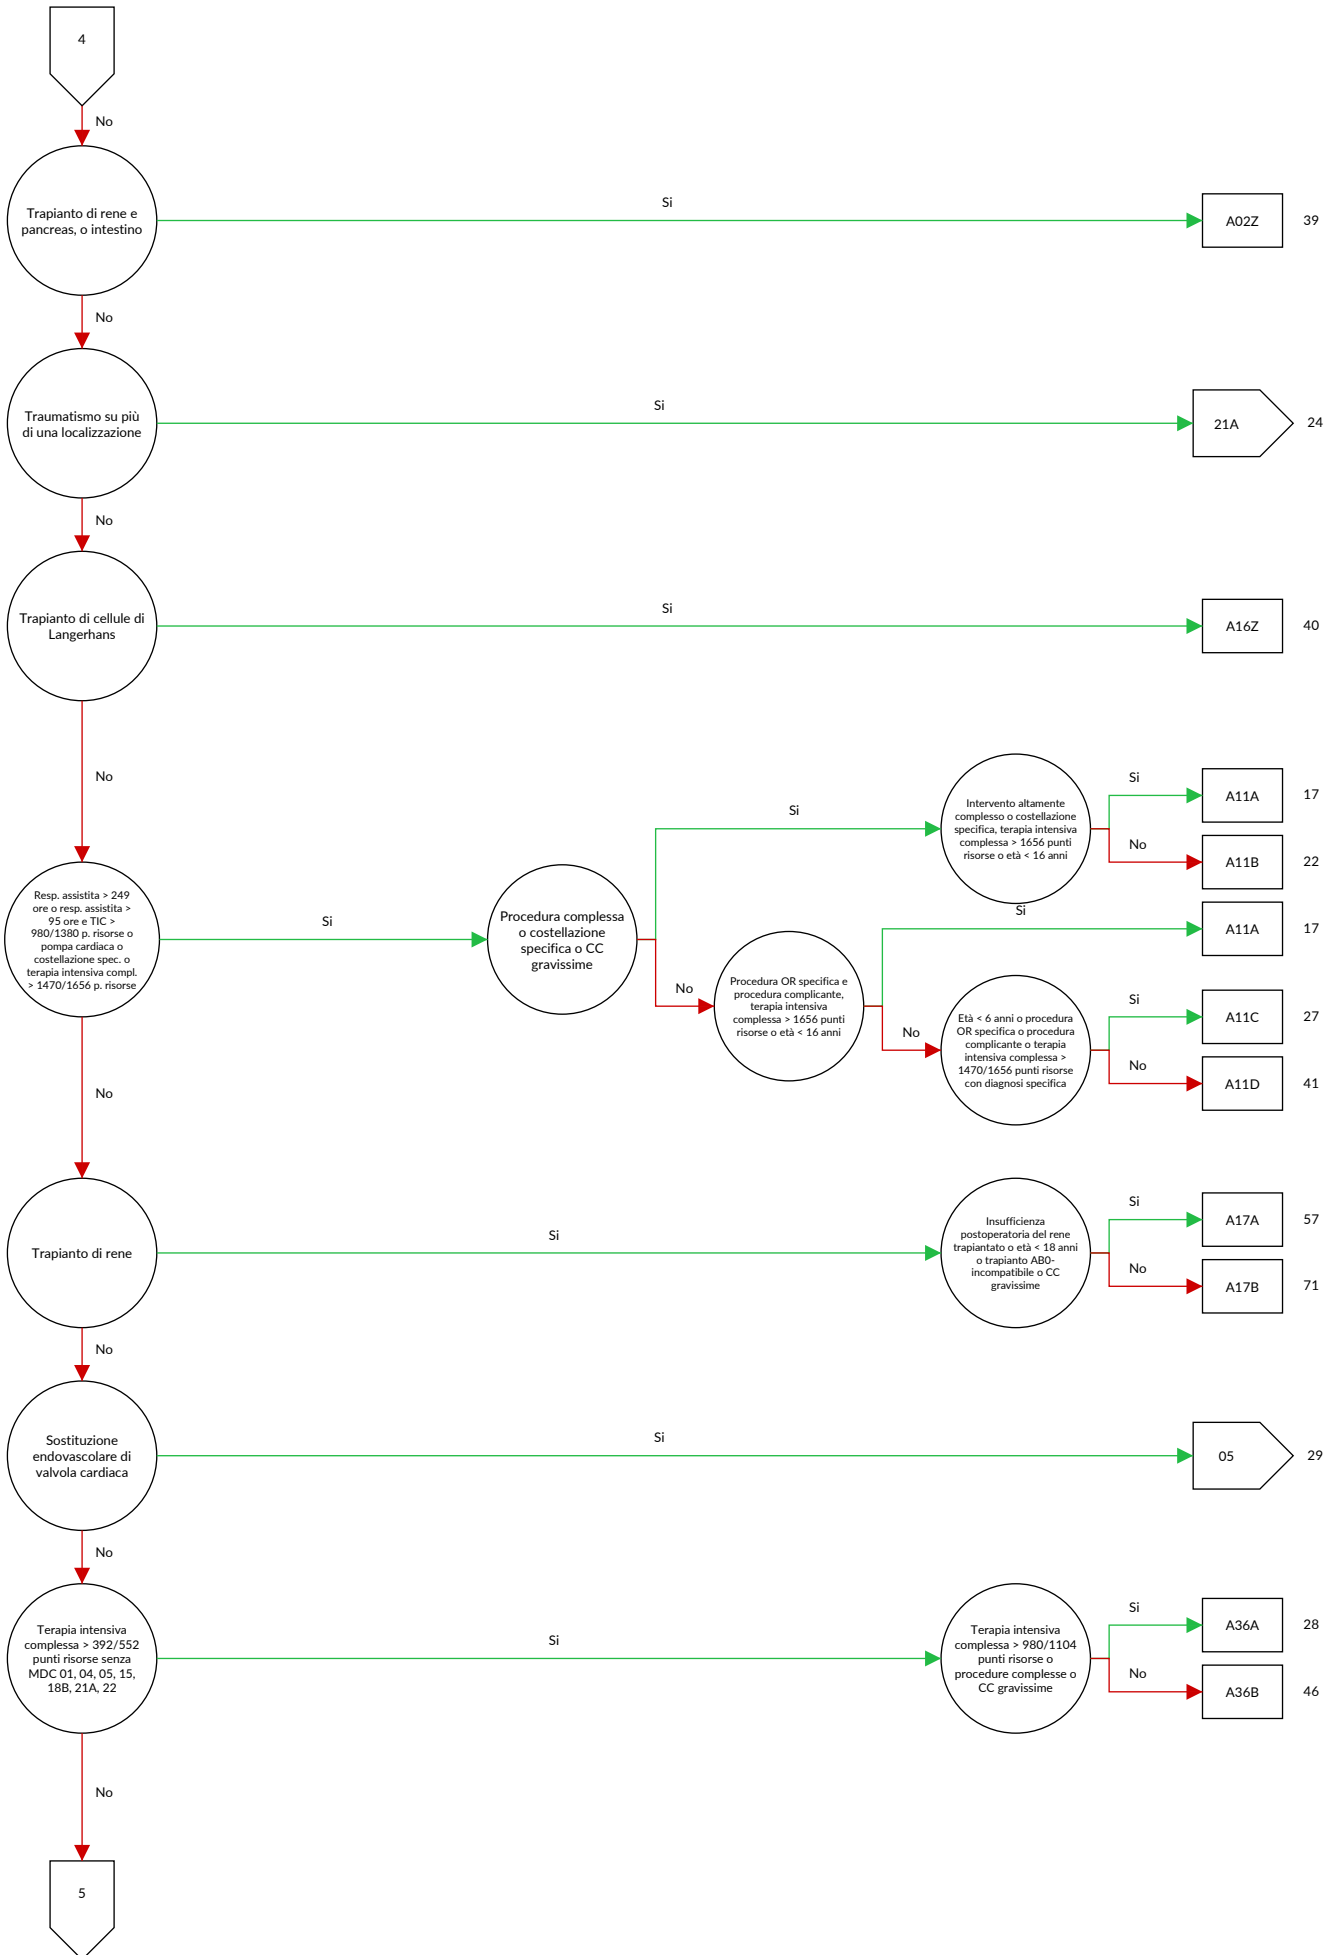 4
No
Trapianto di rene e
pancreas, o intestino
Si
A02Z
39
No
Traumatismo su più
di una localizzazione
Si
21A
24
No
Trapianto di cellule di
Langerhans
Si
A16Z
40
No
Resp. assistita > 249
ore o resp. assistita >
95 ore e TIC >
980/1380 p. risorse o
pompa cardiaca o
costellazione spec. o
terapia intensiva compl.
> 1470/1656 p. risorse
Si
Procedura complessa
o costellazione
specifica o CC
gravissime
Si
Intervento altamente
complesso o costellazione
specifica, terapia intensiva
complessa > 1656 punti
risorse o età < 16 anni
Si
A11A
17
No
A11B
22
No
Procedura OR specifica e
procedura complicante,
terapia intensiva
complessa > 1656 punti
risorse o età < 16 anni
Si
A11A
17
No
Età < 6 anni o procedura
OR specifica o procedura
complicante o terapia
intensiva complessa >
1470/1656 punti risorse
con diagnosi specifica
Si
A11C
27
No
A11D
41
No
Trapianto di rene
Si
Insufficienza
postoperatoria del rene
trapiantato o età < 18 anni
o trapianto AB0-
incompatibile o CC
gravissime
Si
A17A
57
No
A17B
71
No
Sostituzione
endovascolare di
valvola cardiaca
Si
05
29
No
Terapia intensiva
complessa > 392/552
punti risorse senza
MDC 01, 04, 05, 15,
18B, 21A, 22
Si
Terapia intensiva
complessa > 980/1104
punti risorse o
procedure complesse o
CC gravissime
Si
A36A
28
No
A36B
46
No
5